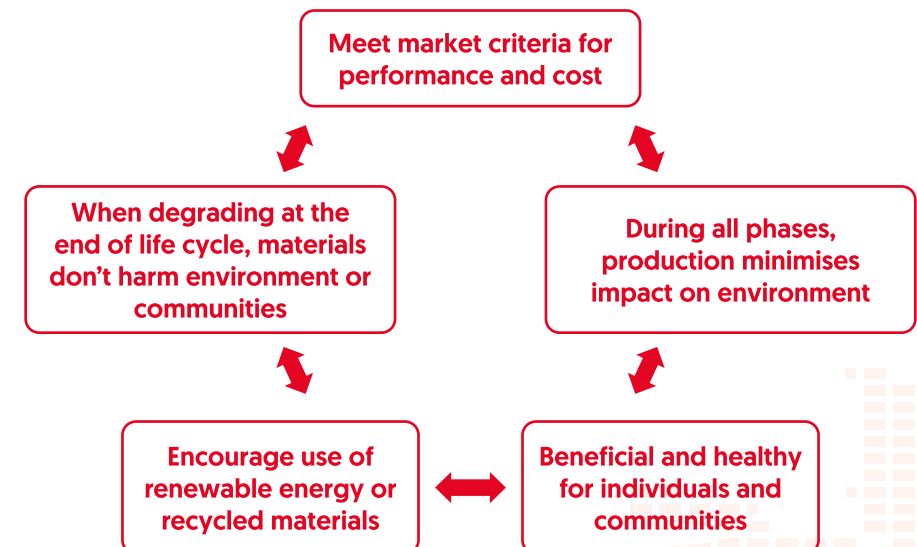 Meet market criteria for
performance and cost
When degrading at the
end of life cycle, materials
don’t harm environment or
communities
During all phases,
production minimises
impact on environment
Encourage use of
renewable energy or
recycled materials
Beneficial and healthy
for individuals and
communities